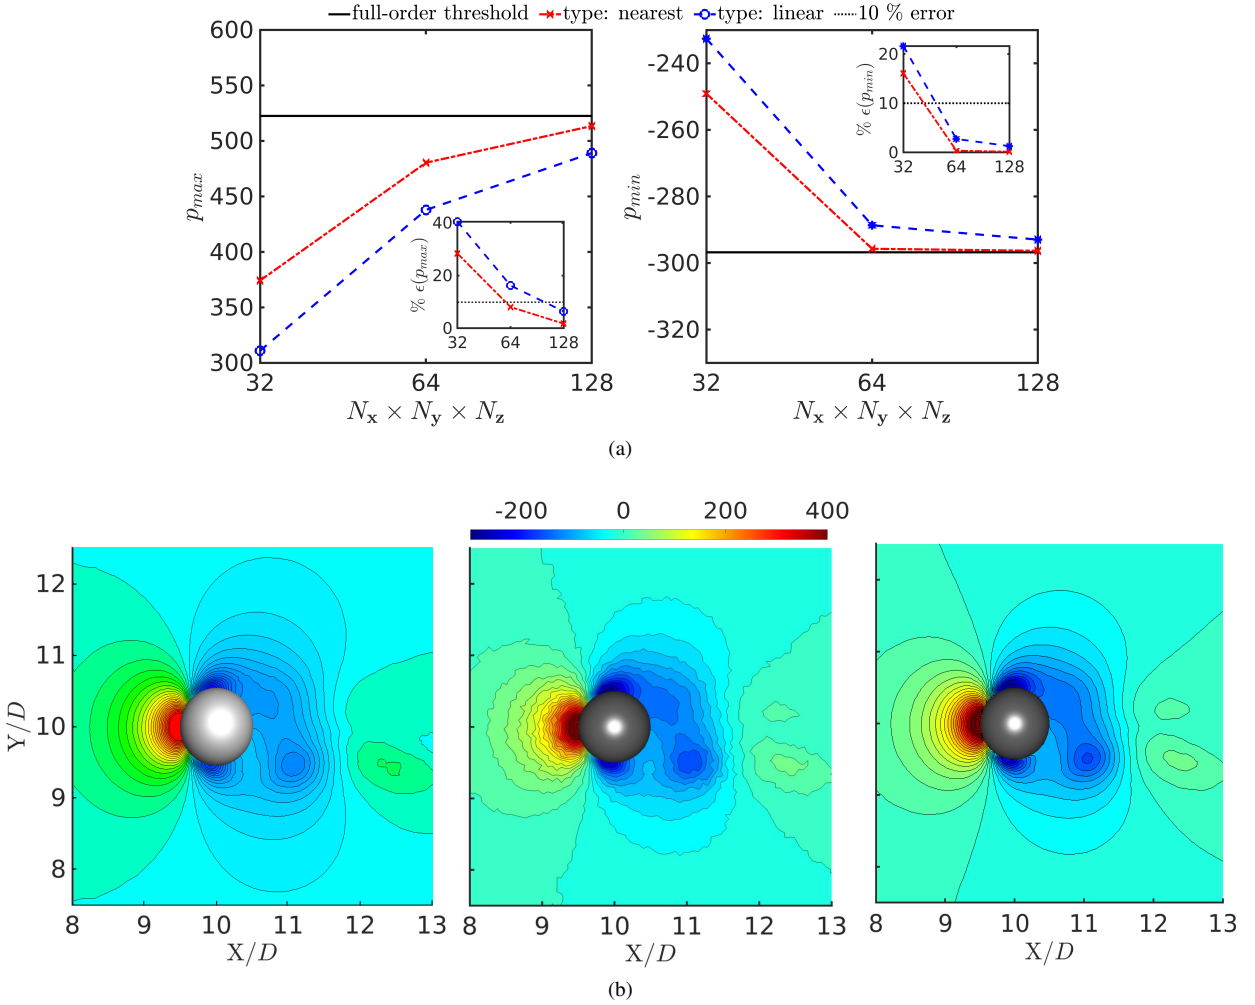 full-order threshold type: nearest type: linear 10 % error
600
550
500
450
400
350
300
p_max
32 64 128
N_x × N_y × N_z
40
20
0
% ϵ(p_max)
32 64 128
-240
-260
-280
-300
-320
p_min
32 64 128
N_x × N_y × N_z
20
10
0
% ϵ(p_min)
32 64 128
(a)
-200 0 200 400
12
11
10
9
8
Y/D
8 9 10 11 12 13
X/D
8 9 10 11 12 13
X/D
8 9 10 11 12 13
X/D
(b)